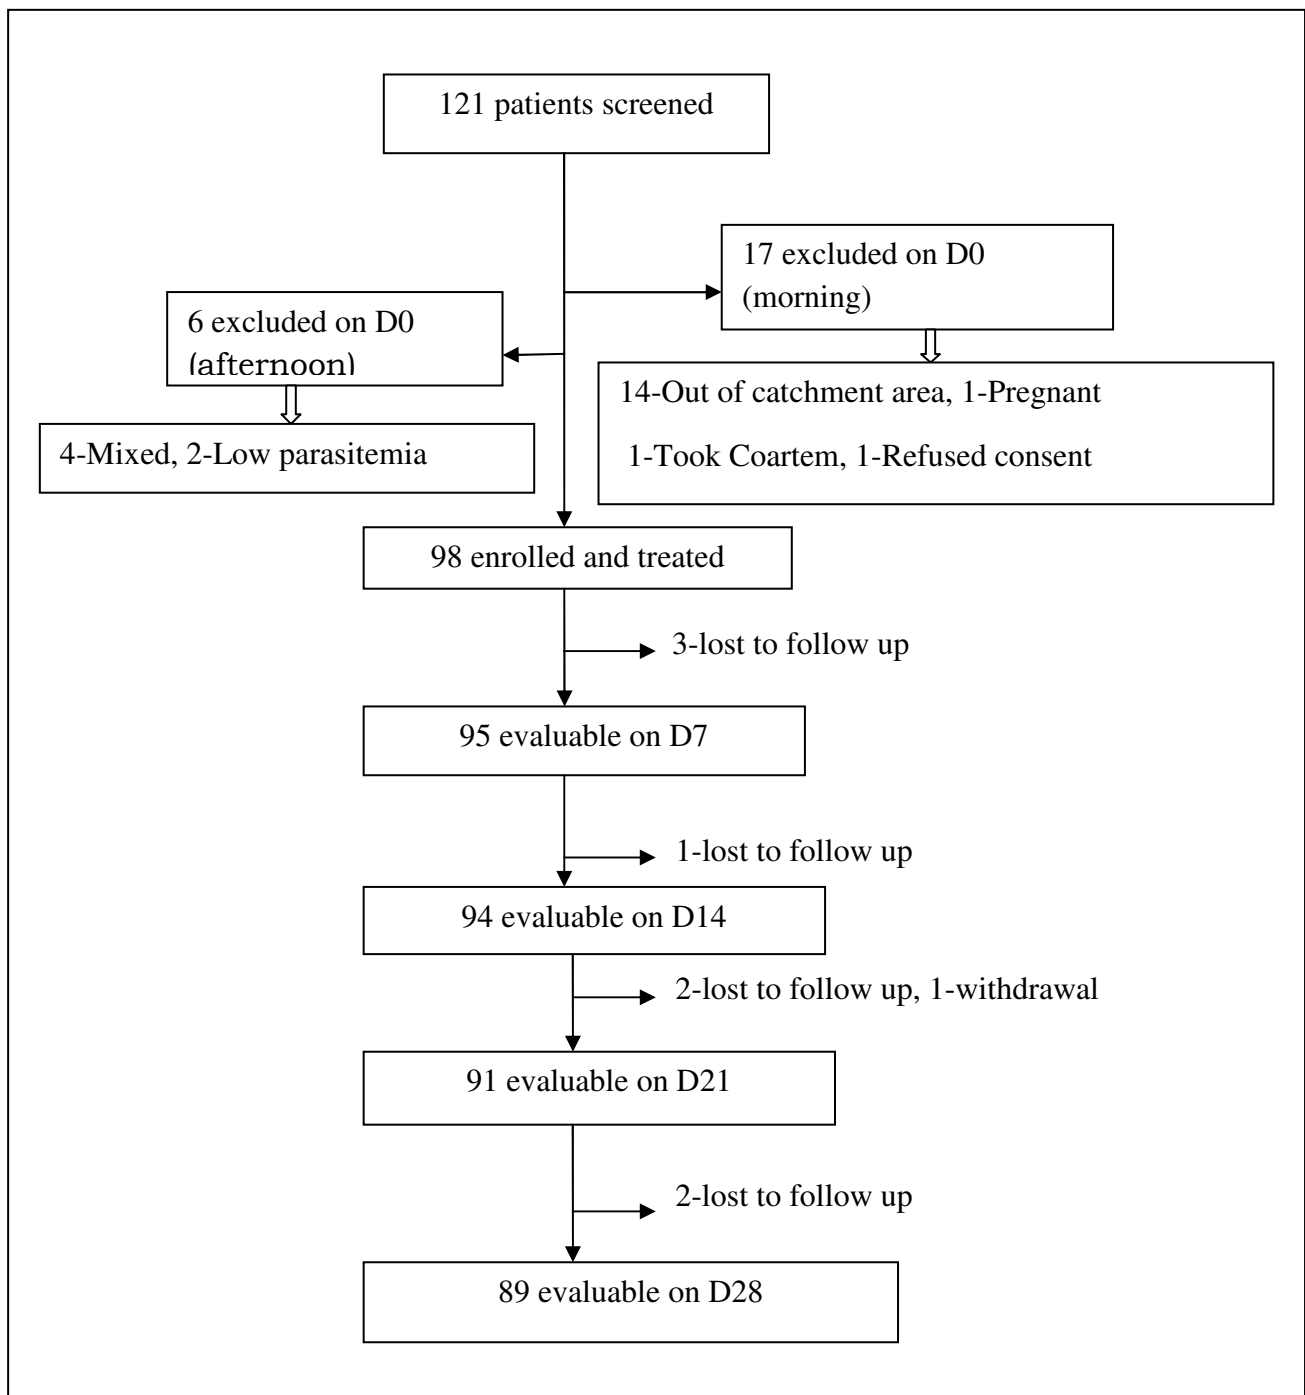 121 patients screened
17 excluded on D0
(morning)
6 excluded on D0
(afternoon)
14-Out of catchment area, 1-Pregnant
1-Took Coartem, 1-Refused consent
4-Mixed, 2-Low parasitemia
98 enrolled and treated
3-lost to follow up
95 evaluable on D7
1-lost to follow up
94 evaluable on D14
2-lost to follow up, 1-withdrawal
91 evaluable on D21
2-lost to follow up
89 evaluable on D28